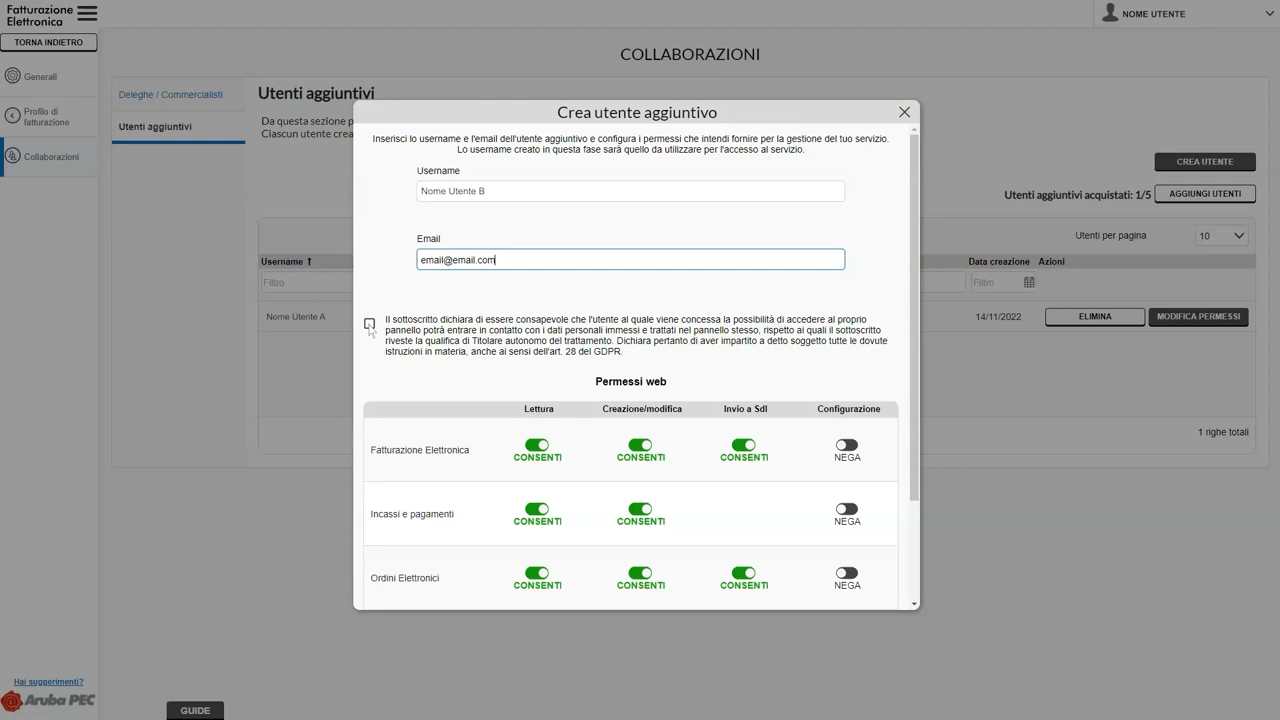 Fatturazione
Elettronica
NOME UTENTE
TORNA INDIETRO
COLLABORAZIONI
Generali
Profilo di
fatturazione
Collaborazioni
Deleghe / Commercialisti
Utenti aggiuntivi
Utenti aggiuntivi
Da questa sezione p
Ciascun utente crea
CREA UTENTE
Utenti aggiuntivi acquistati: 1/5
AGGIUNGI UTENTI
Utenti per pagina
10
Username ↑
Data creazione
Azioni
Filtro
Filtro
Nome Utente A
14/11/2022
ELIMINA
MODIFICA PERMESSI
1 righe totali
Crea utente aggiuntivo
Inserisci lo username e l'email dell'utente aggiuntivo e configura i permessi che intendi fornire per la gestione del tuo servizio.
Lo username creato in questa fase sarà quello da utilizzare per l'accesso al servizio.
Username
Nome Utente B
Email
email@email.com
Il sottoscritto dichiara di essere consapevole che l'utente al quale viene concessa la possibilità di accedere al proprio
pannello potrà entrare in contatto con i dati personali immessi e trattati nel pannello stesso, rispetto ai quali il sottoscritto
riveste la qualifica di Titolare autonomo del trattamento. Dichiara pertanto di aver impartito a detto soggetto tutte le dovute
istruzioni in materia, anche ai sensi dell'art. 28 del GDPR.
Permessi web
Lettura Creazione/modifica Invio a SdI Configurazione
Fatturazione Elettronica CONSENTI CONSENTI CONSENTI NEGA
Incassi e pagamenti CONSENTI CONSENTI NEGA
Ordini Elettronici CONSENTI CONSENTI CONSENTI NEGA
Hai suggerimenti?
Aruba PEC
GUIDE